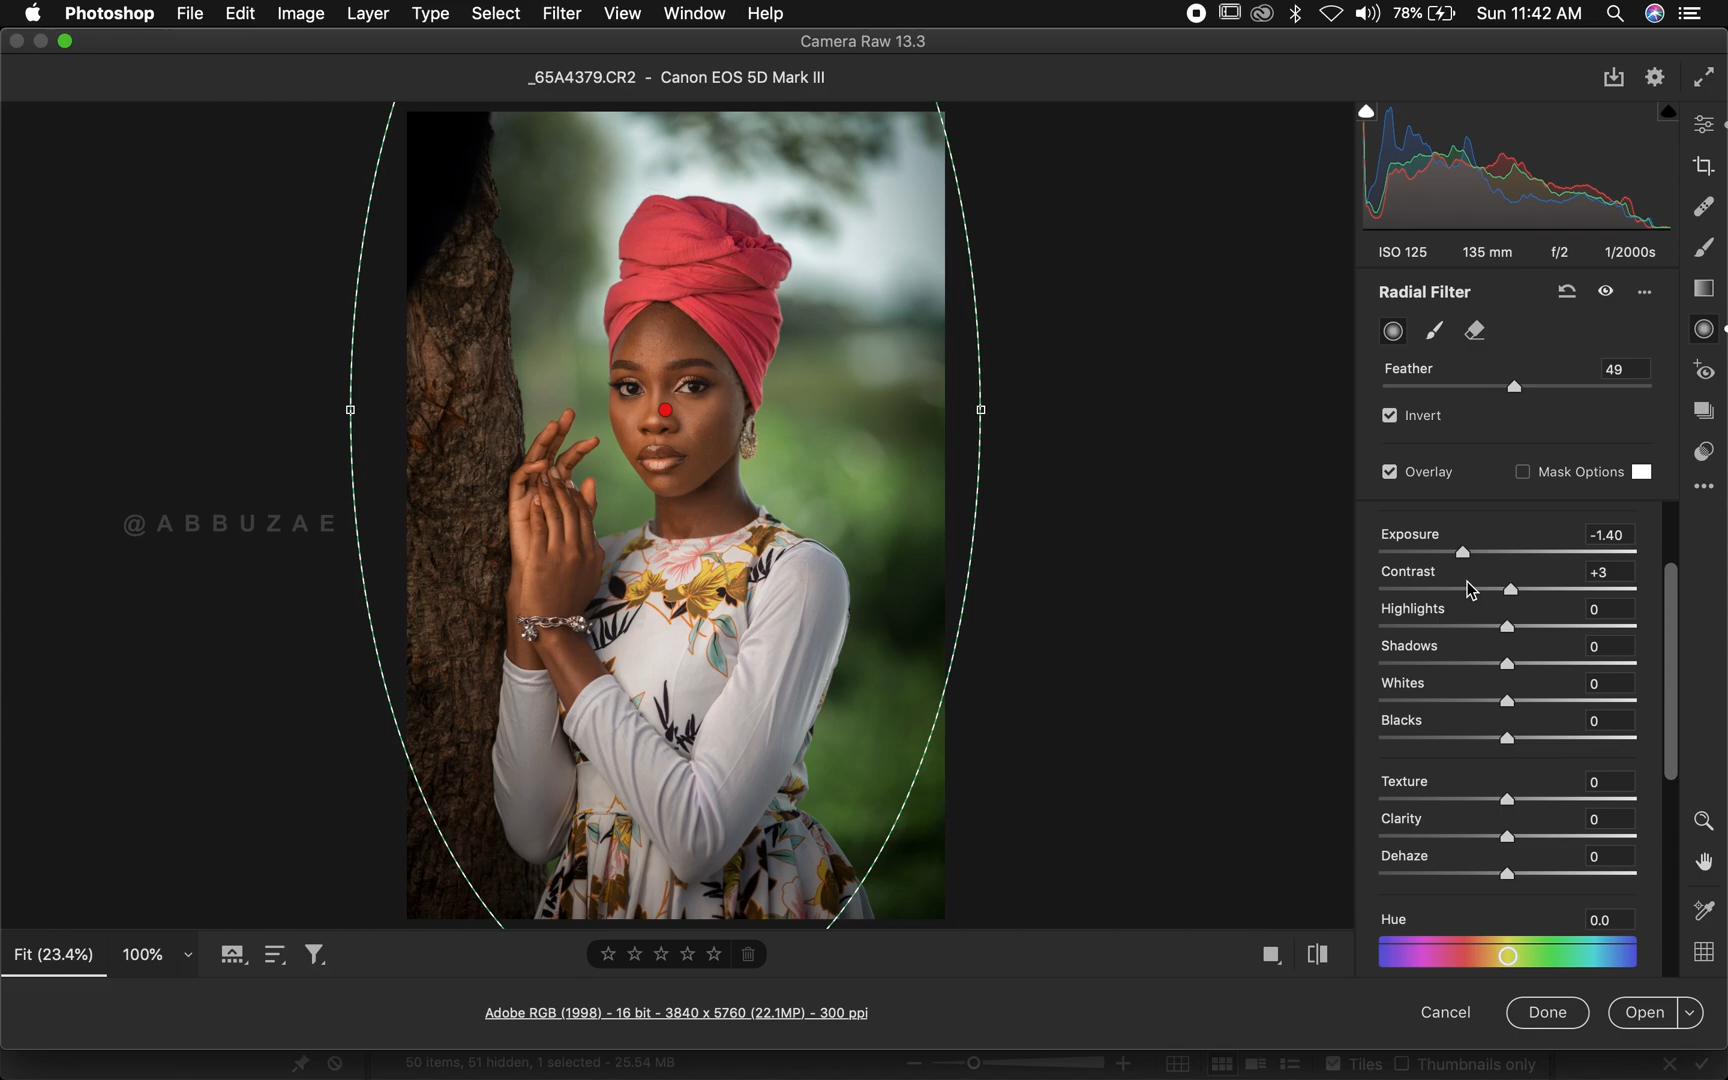 Photoshop File Edit Image Layer Type Select Filter View Window Help 78% Sun 11:42 AM
Camera Raw 13.3
_65A4379.CR2 - Canon EOS 5D Mark III
ISO 125 135 mm f/2 1/2000s
Radial Filter
Feather 49
Invert
Overlay Mask Options
@ABBUZAE
Exposure -1.40
Contrast +3
Highlights 0
Shadows 0
Whites 0
Blacks 0
Texture 0
Clarity 0
Dehaze 0
Hue 0.0
Fit (23.4%) 100%
Adobe RGB (1998) - 16 bit - 3840 x 5760 (22.1MP) - 300 ppi
Cancel Done Open
50 items, 51 hidden, 1 selected - 25.54 MB Tiles Thumbnails only